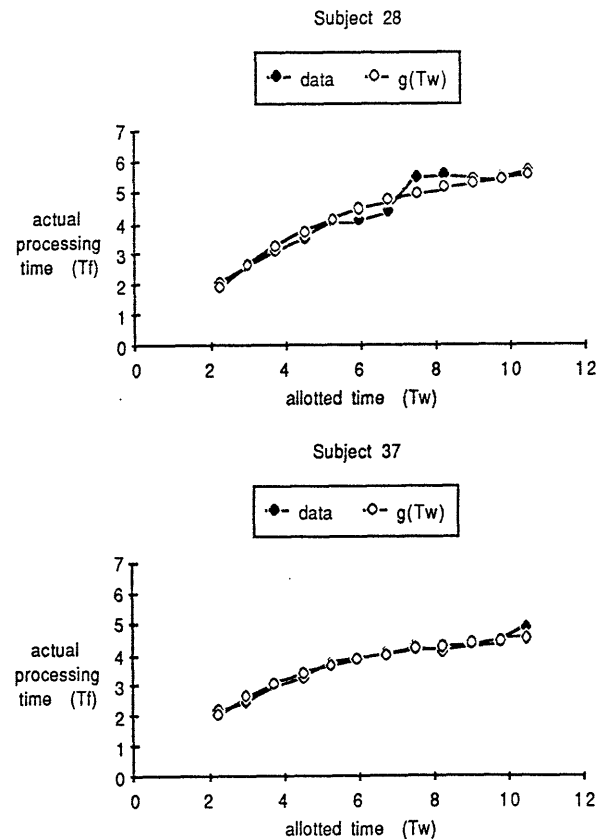 Subject 28
data g(Tw)
7
6
5
4
3
2
1
0
actual
processing
time (Tf)
0 2 4 6 8 10 12
allotted time (Tw)
Subject 37
data g(Tw)
7
6
5
4
3
2
1
0
actual
processing
time (Tf)
0 2 4 6 8 10 12
allotted time (Tw)